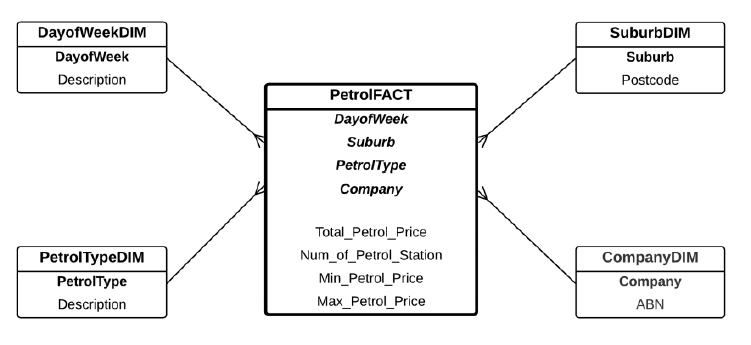 DayofWeekDIM
DayofWeek
Description
SuburbDIM
Suburb
Postcode
PetrolFACT
DayofWeek
Suburb
PetrolType
Company
Total_Petrol_Price
Num_of_Petrol_Station
Min_Petrol_Price
Max_Petrol_Price
PetrolTypeDIM
PetrolType
Description
CompanyDIM
Company
ABN